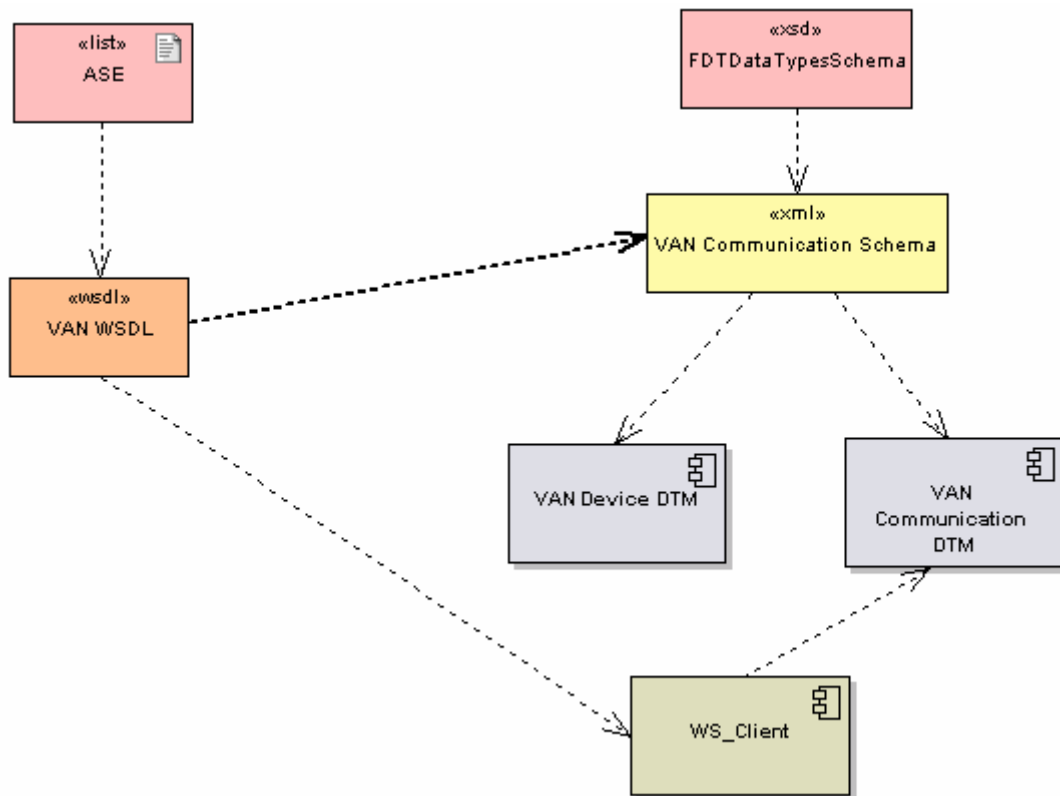 «list»
ASE
«xsd»
FDTDataTypesSchema
«xml»
VAN Communication Schema
«wsdl»
VAN WSDL
VAN Device DTM
VAN
Communication
DTM
WS_Client